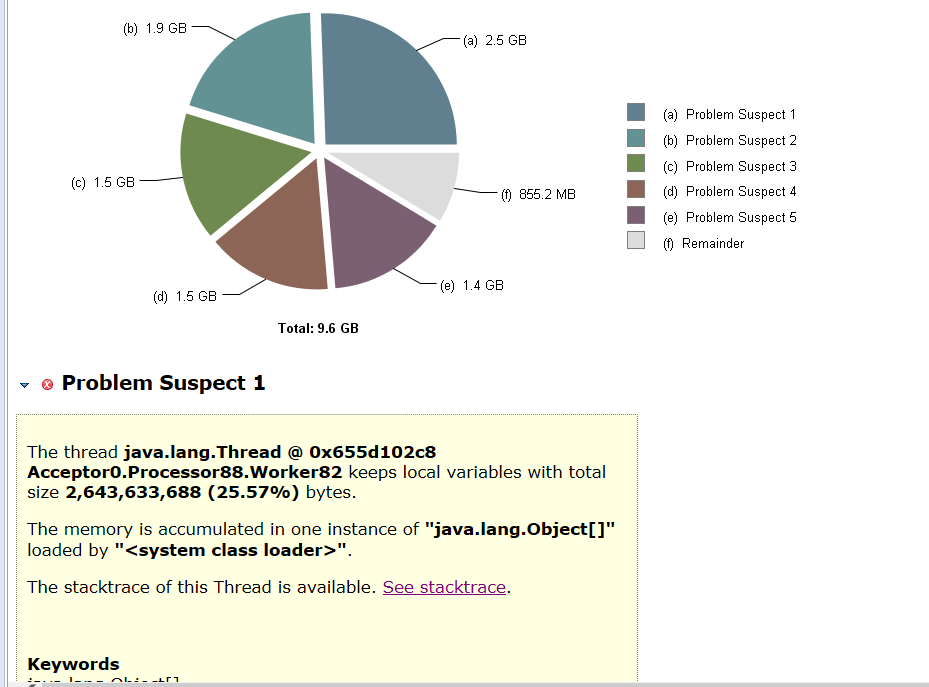 (b) 1.9 GB
(a) 2.5 GB
(c) 1.5 GB
(f) 855.2 MB
(d) 1.5 GB
(e) 1.4 GB
(a) Problem Suspect 1
(b) Problem Suspect 2
(c) Problem Suspect 3
(d) Problem Suspect 4
(e) Problem Suspect 5
(f) Remainder
Total: 9.6 GB
Problem Suspect 1
The thread java.lang.Thread @ 0x655d102c8
Acceptor0.Processor88.Worker82 keeps local variables with total
size 2,643,633,688 (25.57%) bytes.
The memory is accumulated in one instance of "java.lang.Object[]"
loaded by "<system class loader>".
The stacktrace of this Thread is available. See stacktrace.
Keywords
java.lang.Object[]